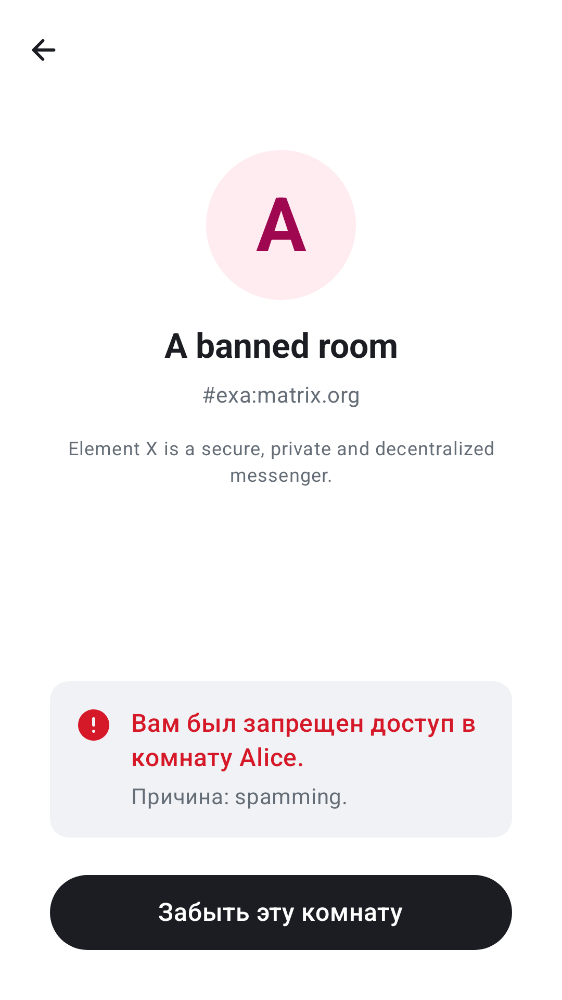 A
A banned room
#exa:matrix.org
Element X is a secure, private and decentralized
messenger.
Вам был запрещен доступ в
комнату Alice.
Причина: spamming.
Забыть эту комнату